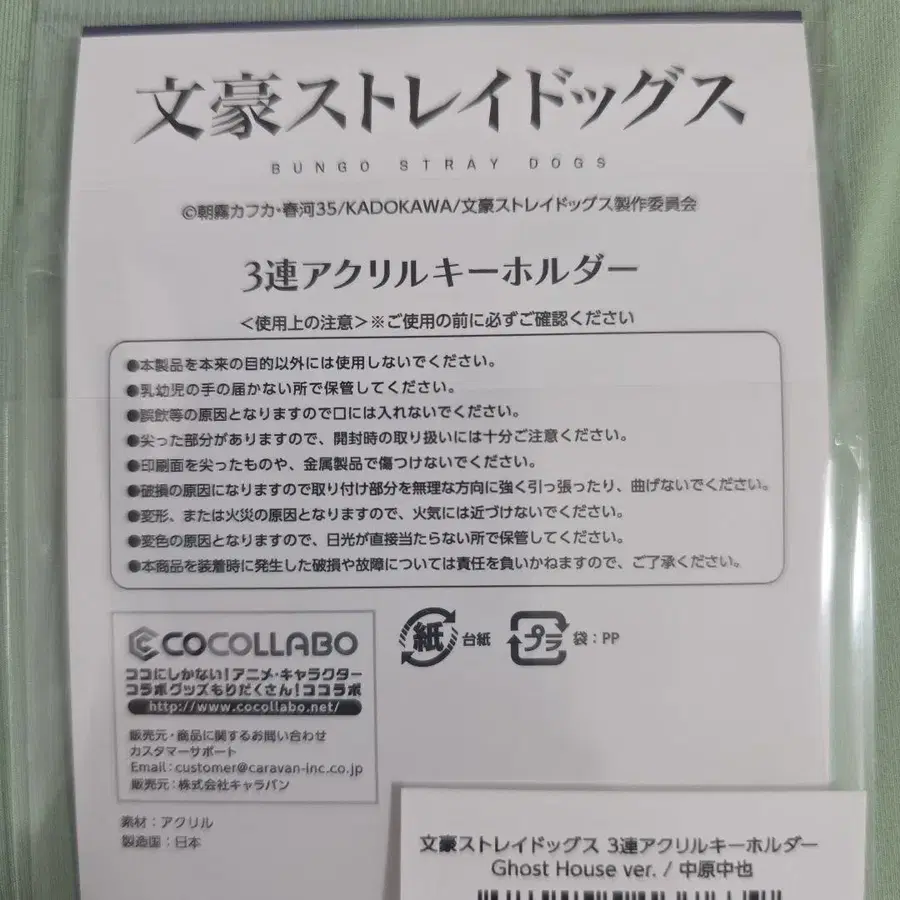 文豪ストレイドッグス
BUNGO STRAY DOGS
©朝霧カフカ・春河35/KADOKAWA/文豪ストレイドッグス製作委員会
3連アクリルキーホルダー
<使用上の注意>※ご使用の前に必ずご確認ください
●本製品を本来の目的以外には使用しないでください。
●乳幼児の手の届かない所で保管してください。
●誤飲等の原因となりますので口には入れないでください。
●尖った部分がありますので、開封時の取り扱いには十分ご注意ください。
●印刷面を尖ったものや、金属製品で傷つけないでください。
●破損の原因になりますので取り付け部分を無理な方向に強く引っ張ったり、曲げないでください。
●変形、または火災の原因となりますので、火気には近づけないでください。
●変色の原因となりますので、日光が直接当たらない所で保管してください。
●本商品を装着時に発生した破損や故障については責任を負いかねますので、ご了承ください。
紙 台紙 プラ 袋：PP
COCOLLABO
ココにしかない！アニメ・キャラクター
コラボグッズもりだくさん！ココラボ
http://www.cocollabo.net/
販売元・商品に関するお問い合わせ
カスタマーサポート
Email：customer@caravan-inc.co.jp
販売元：株式会社キャラバン
素材：アクリル
製造国：日本
文豪ストレイドッグス 3連アクリルキーホルダー
Ghost House ver. / 中原中也